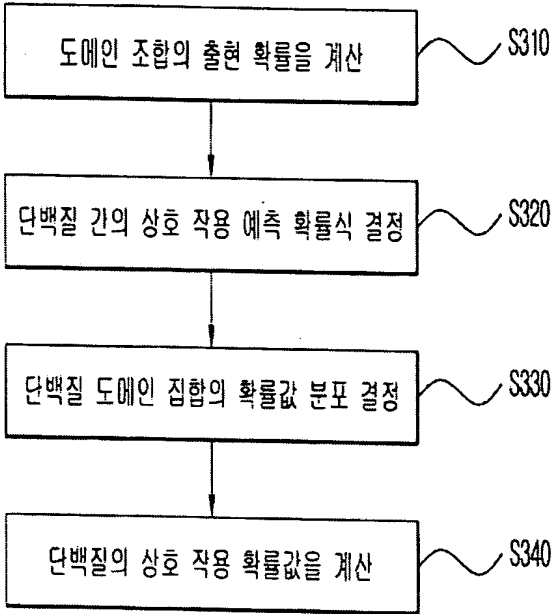 도메인 조합의 출현 확률을 계산
S310
단백질 간의 상호 작용 예측 확률식 결정
S320
단백질 도메인 집합의 확률값 분포 결정
S330
단백질의 상호 작용 확률값을 계산
S340